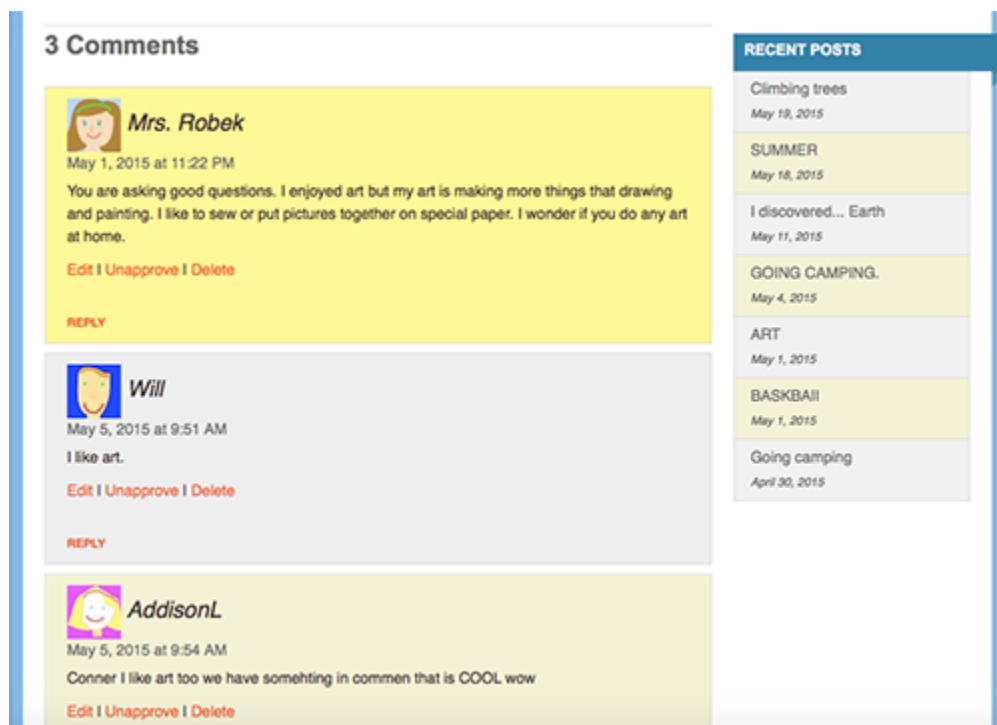 3 Comments
Mrs. Robek
May 1, 2015 at 11:22 PM
You are asking good questions. I enjoyed art but my art is making more things that drawing
and painting. I like to sew or put pictures together on special paper. I wonder if you do any art
at home.
Edit | Unapprove | Delete
REPLY
Will
May 5, 2015 at 9:51 AM
I like art.
Edit | Unapprove | Delete
REPLY
AddisonL
May 5, 2015 at 9:54 AM
Conner I like art too we have somehting in commen that is COOL wow
Edit | Unapprove | Delete
RECENT POSTS
Climbing trees
May 19, 2015
SUMMER
May 18, 2015
I discovered... Earth
May 11, 2015
GOING CAMPING.
May 4, 2015
ART
May 1, 2015
BASKBAll
May 1, 2015
Going camping
April 30, 2015